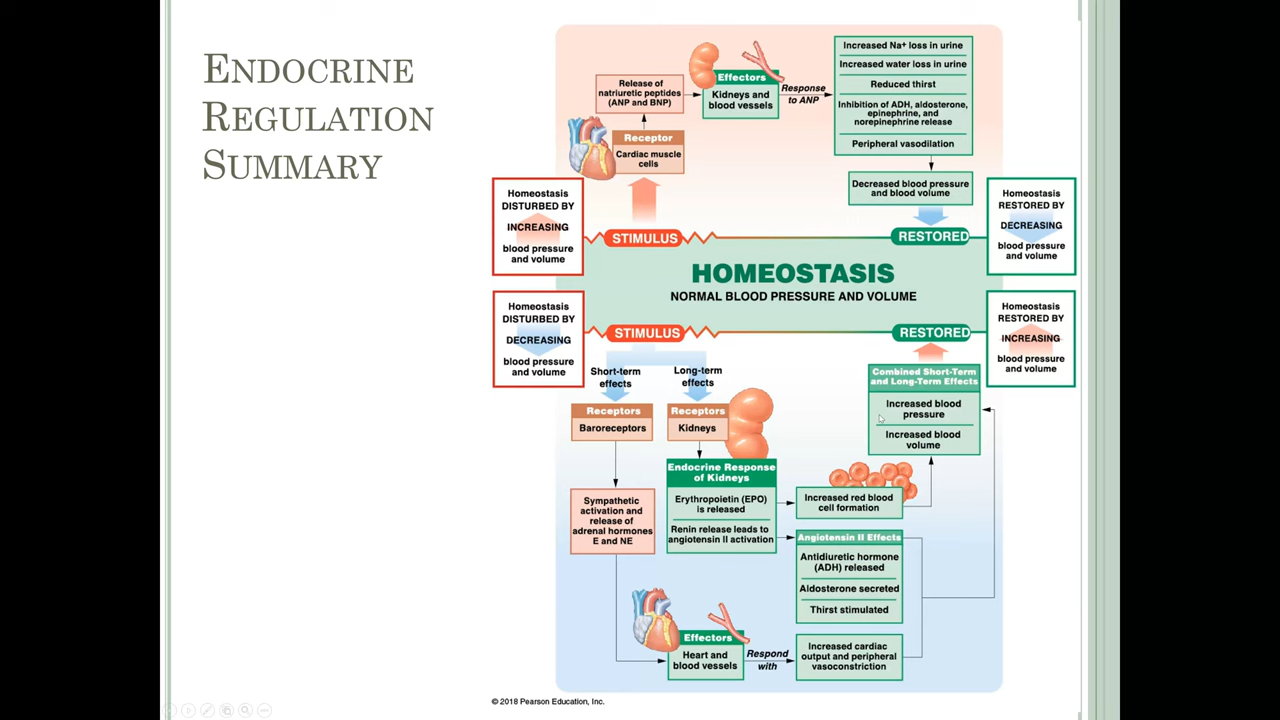 ENDOCRINE
REGULATION
SUMMARY
Release of
natriuretic peptides
(ANP and BNP)
Receptor
Cardiac muscle
cells
Effectors
Kidneys and
blood vessels
Response
to ANP
Increased Na+ loss in urine
Increased water loss in urine
Reduced thirst
Inhibition of ADH, aldosterone,
epinephrine, and
norepinephrine release
Peripheral vasodilation
Decreased blood pressure
and blood volume
Homeostasis
DISTURBED BY
INCREASING
blood pressure
and volume
STIMULUS
RESTORED
Homeostasis
RESTORED BY
DECREASING
blood pressure
and volume
HOMEOSTASIS
NORMAL BLOOD PRESSURE AND VOLUME
Homeostasis
DISTURBED BY
DECREASING
blood pressure
and volume
STIMULUS
RESTORED
Homeostasis
RESTORED BY
INCREASING
blood pressure
and volume
Short-term
effects
Long-term
effects
Receptors
Baroreceptors
Receptors
Kidneys
Combined Short-Term
and Long-Term Effects
Increased blood
pressure
Increased blood
volume
Endocrine Response
of Kidneys
Erythropoietin (EPO)
is released
Renin release leads to
angiotensin II activation
Increased red blood
cell formation
Sympathetic
activation and
release of
adrenal hormones
E and NE
Angiotensin II Effects
Antidiuretic hormone
(ADH) released
Aldosterone secreted
Thirst stimulated
Effectors
Heart and
blood vessels
Respond
with
Increased cardiac
output and peripheral
vasoconstriction
© 2018 Pearson Education, Inc.